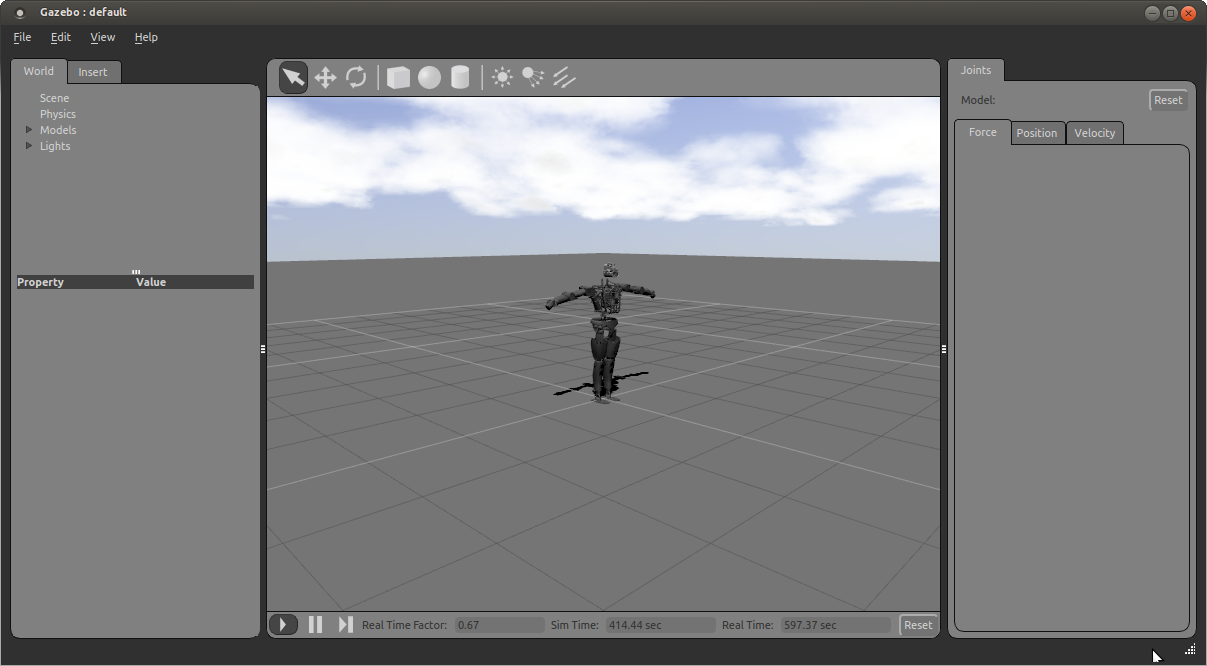 Gazebo : default
File Edit View Help
World Insert
Scene
Physics
Models
Lights
Property Value
Real Time Factor: 0.67 Sim Time: 414.44 sec Real Time: 597.37 sec Reset
Joints
Model: Reset
Force Position Velocity